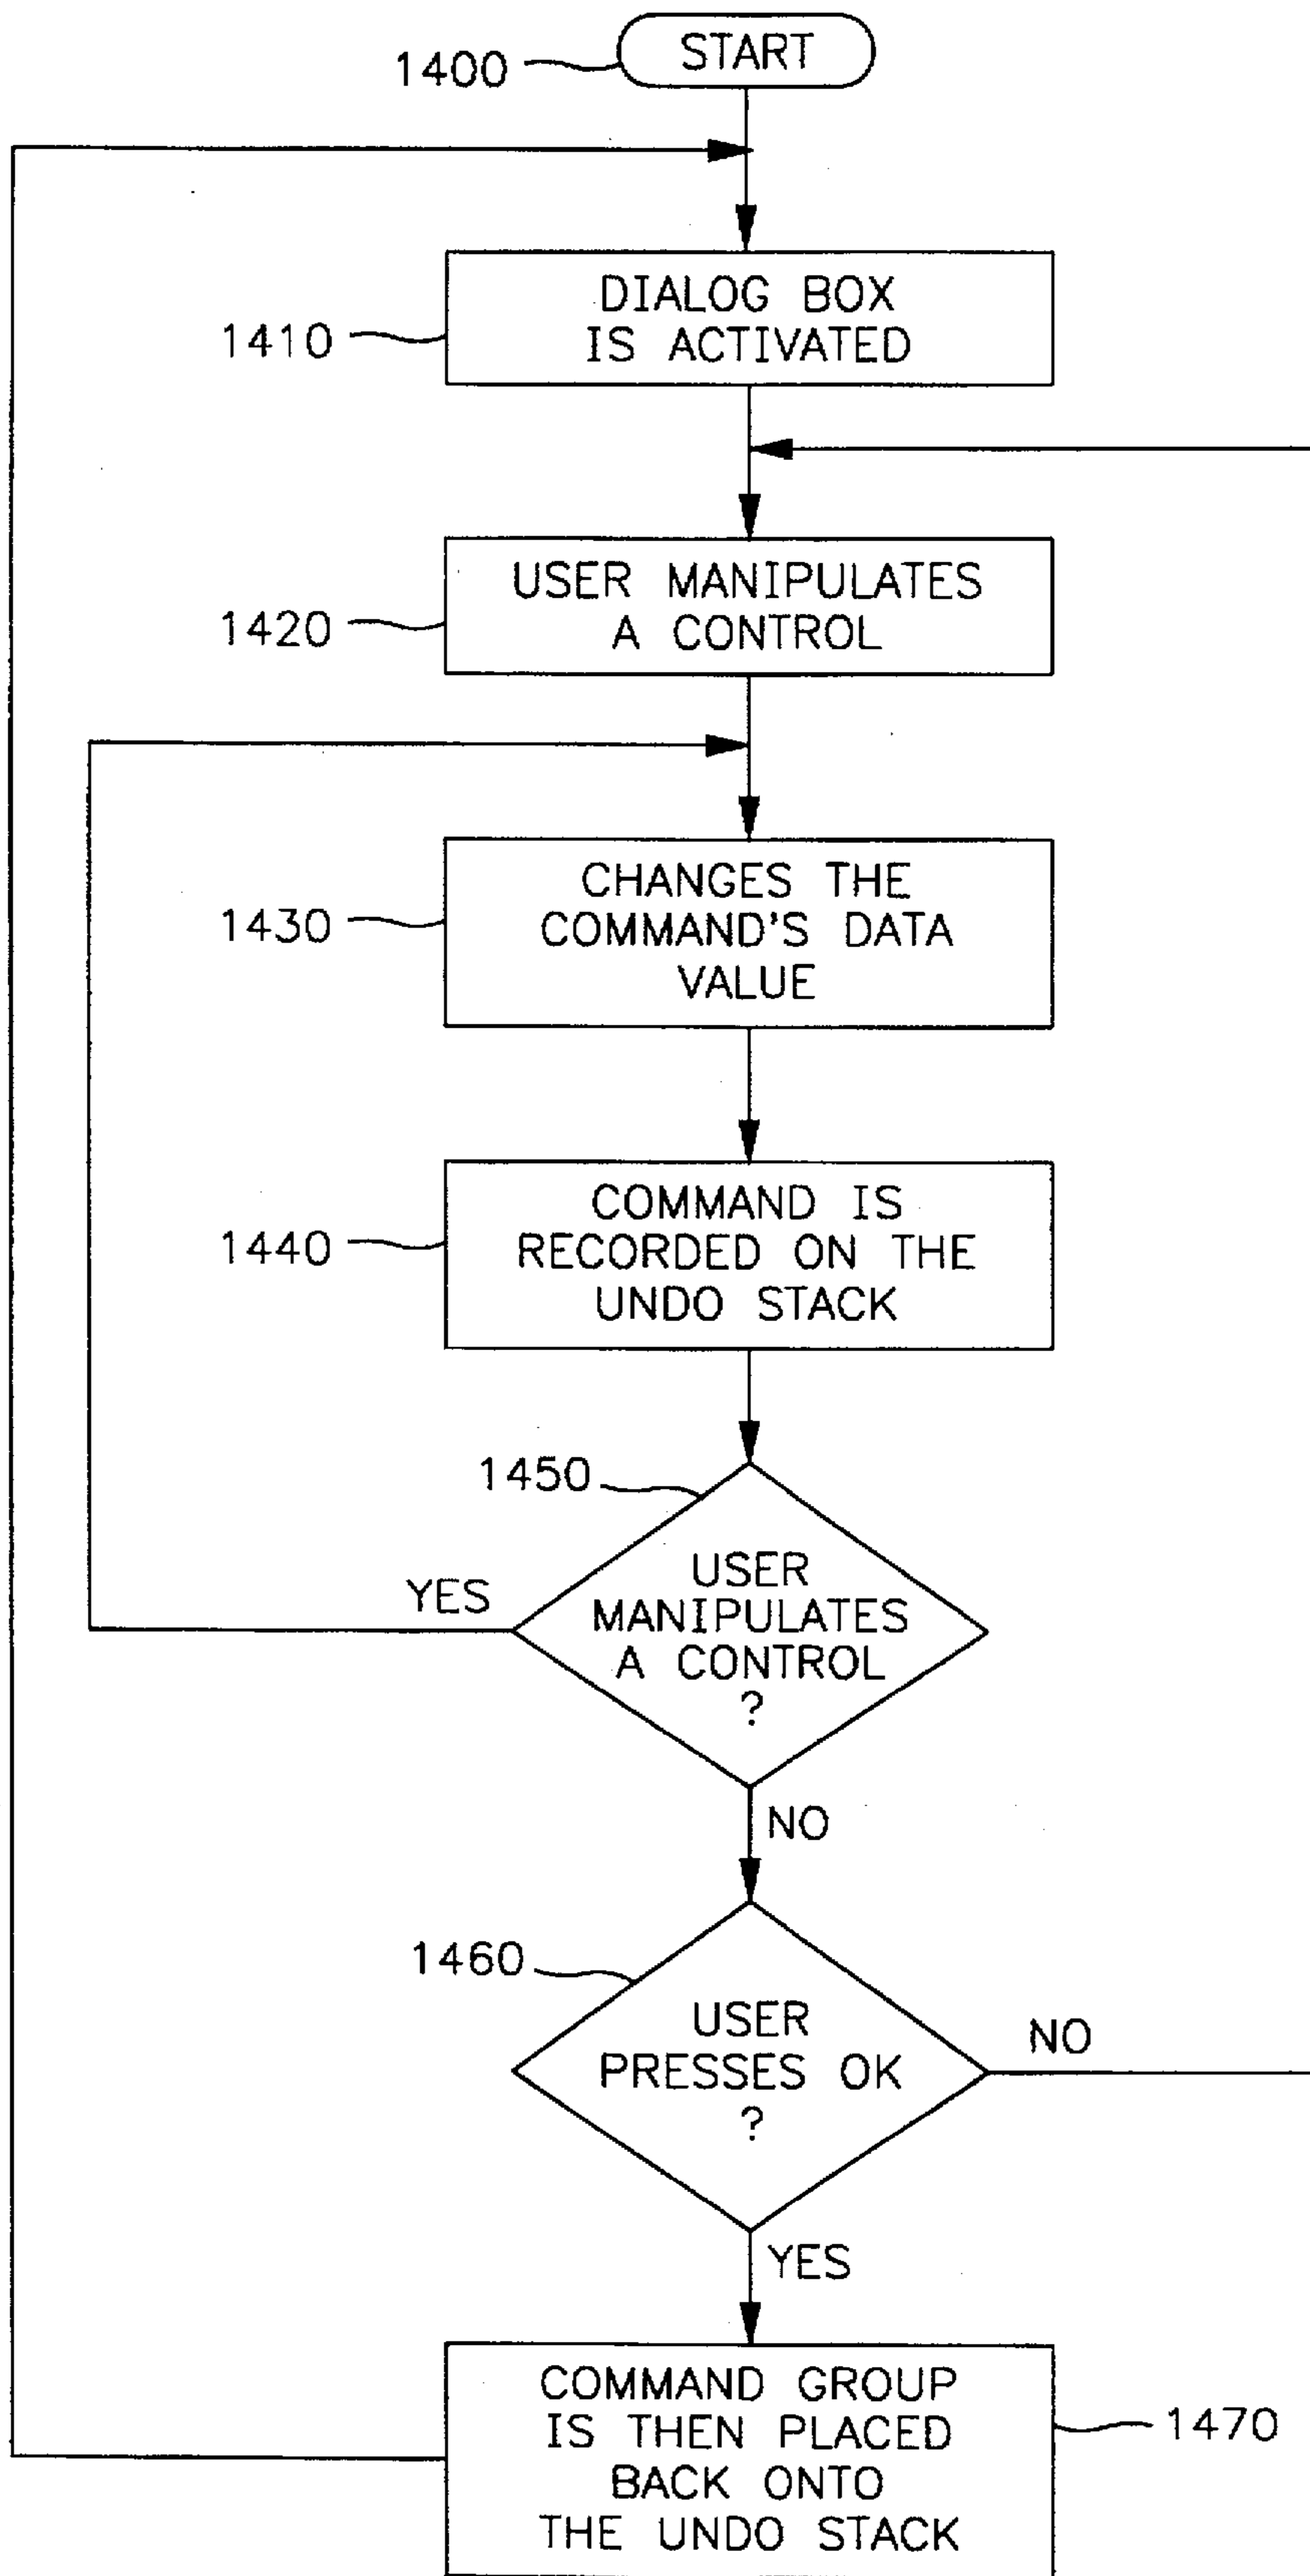 1400
START
1410
DIALOG BOX
IS ACTIVATED
1420
USER MANIPULATES
A CONTROL
1430
CHANGES THE
COMMAND'S DATA
VALUE
1440
COMMAND IS
RECORDED ON THE
UNDO STACK
1450
USER
MANIPULATES
A CONTROL
?
YES
NO
1460
USER
PRESSES OK
?
NO
YES
COMMAND GROUP
IS THEN PLACED
BACK ONTO
THE UNDO STACK
1470